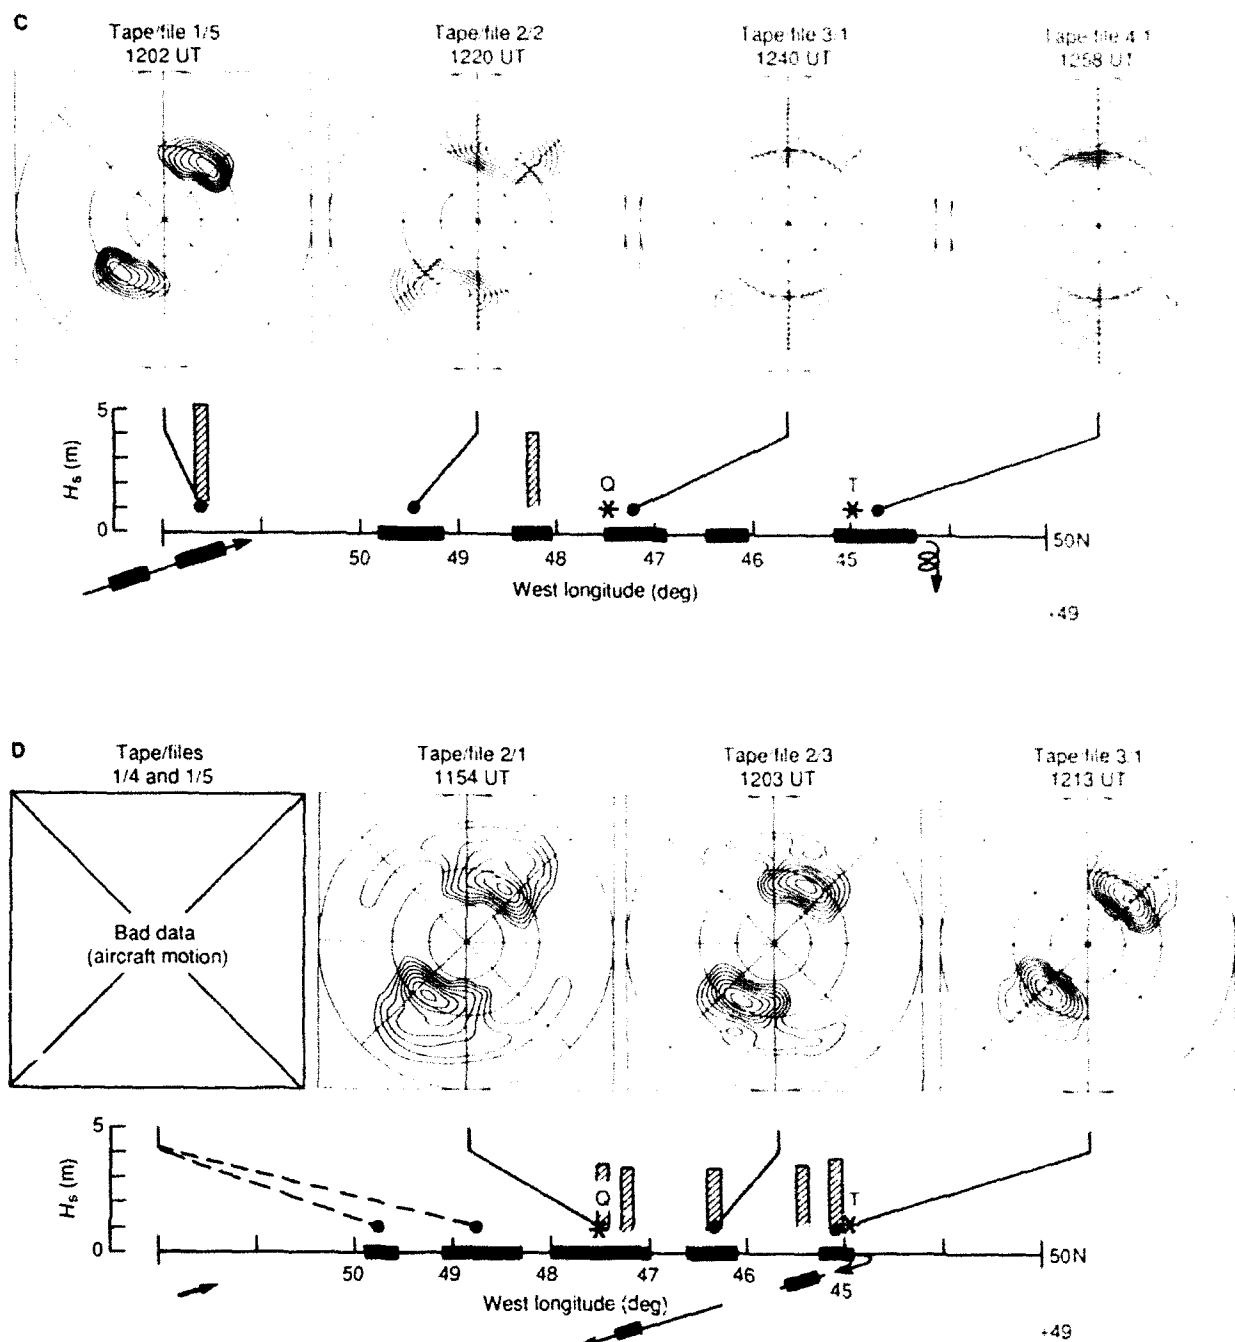 C
Tape/file 1/5
1202 UT
Tape/file 2/2
1220 UT
Tape/file 3/1
1240 UT
Tape/file 4/1
1258 UT
5
0
Hs (m)
Q
T
50
49
48
47
46
45
50N
West longitude (deg)
49
D
Tape/files
1/4 and 1/5
Tape/file 2/1
1154 UT
Tape/file 2/3
1203 UT
Tape/file 3/1
1213 UT
Bad data
(aircraft motion)
5
0
Hs (m)
Q
T
50
49
48
47
46
45
50N
West longitude (deg)
49